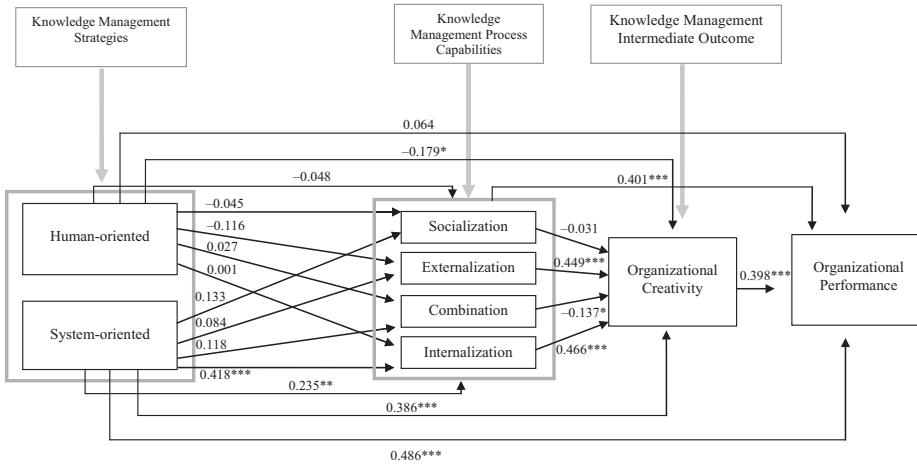 Knowledge Management
Strategies
Knowledge
Management Process
Capabilities
Knowledge Management
Intermediate Outcome
0.064
–0.179*
–0.048
0.401***
–0.045
–0.116
0.027
0.001
0.133
0.084
0.118
0.418***
Human-oriented
System-oriented
Socialization
Externalization
Combination
Internalization
–0.031
0.449***
–0.137*
0.466***
Organizational
Creativity
0.398***
Organizational
Performance
0.235**
0.386***
0.486***